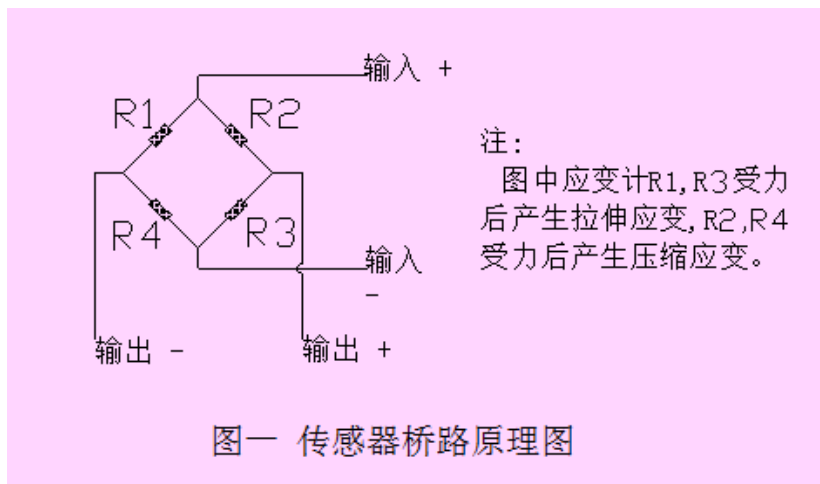 输入 +
R1
R2
R4
R3
输入
-
输出 -
输出 +
注:
图中应变计R1,R3受力
后产生拉伸应变,R2,R4
受力后产生压缩应变。
图一 传感器桥路原理图